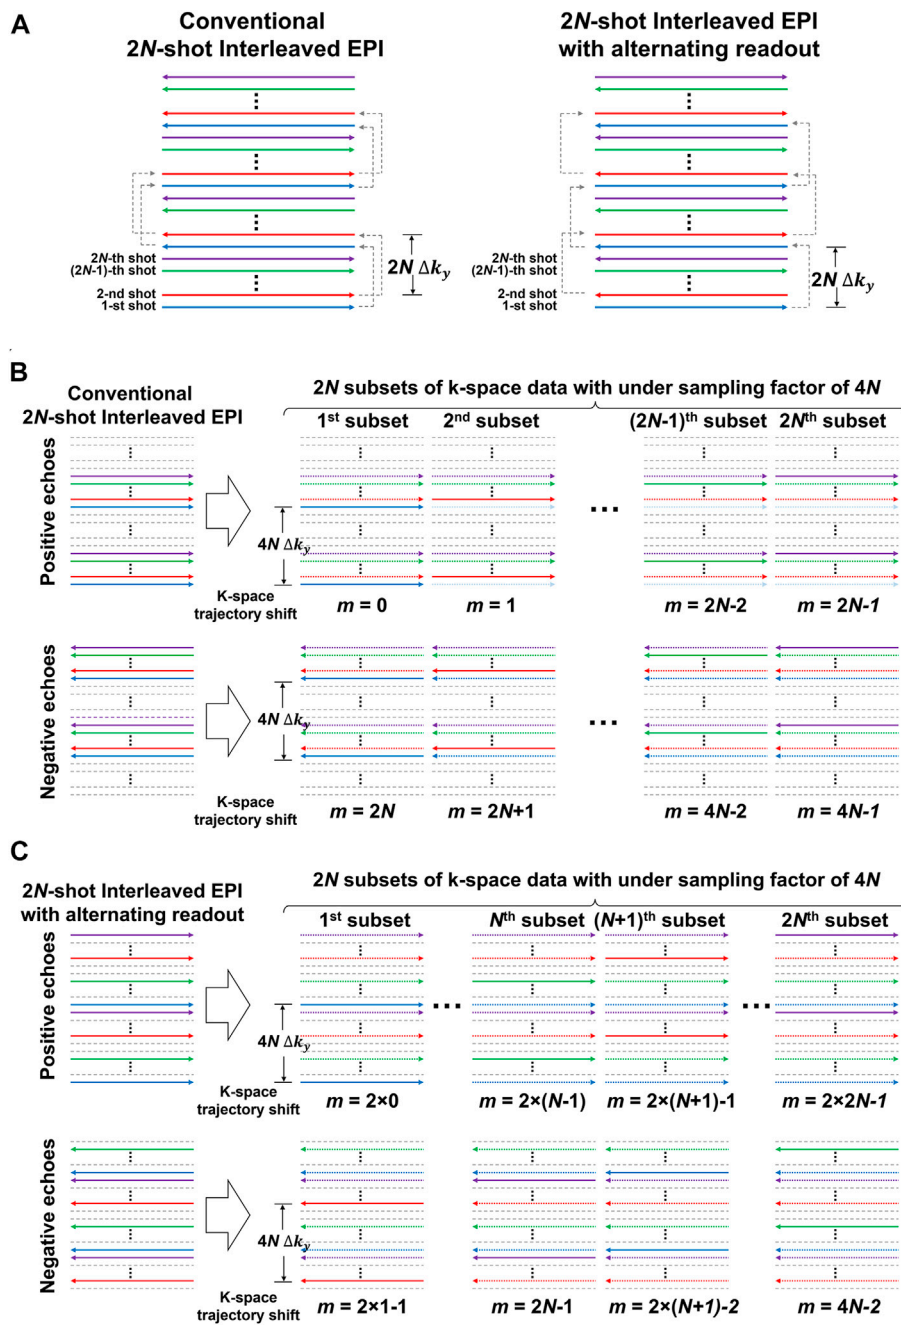 A
Conventional
2N-shot Interleaved EPI
2N-shot Interleaved EPI
with alternating readout
2N-th shot
(2N-1)-th shot
2-nd shot
1-st shot
2N Δk_y
2N-th shot
(2N-1)-th shot
2-nd shot
1-st shot
2N Δk_y
B
Conventional
2N-shot Interleaved EPI
2N subsets of k-space data with under sampling factor of 4N
1st subset
2nd subset
(2N-1)th subset
2Nth subset
Positive echoes
4N Δk_y
...
K-space
trajectory shift
m = 0
m = 1
m = 2N-2
m = 2N-1
Negative echoes
4N Δk_y
...
K-space
trajectory shift
m = 2N
m = 2N+1
m = 4N-2
m = 4N-1
C
2N-shot Interleaved EPI
with alternating readout
2N subsets of k-space data with under sampling factor of 4N
1st subset
Nth subset
(N+1)th subset
2Nth subset
Positive echoes
... ...
4N Δk_y
K-space
trajectory shift
m = 2×0
m = 2×(N-1)
m = 2×(N+1)-1
m = 2×2N-1
Negative echoes
4N Δk_y
K-space
trajectory shift
m = 2×1-1
m = 2N-1
m = 2×(N+1)-2
m = 4N-2